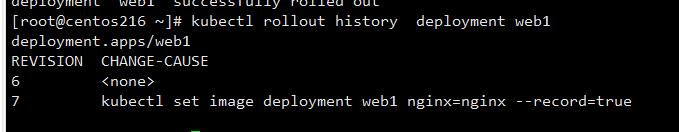 deployment "web1" successfully rolled out
[root@centos216 ~]# kubectl rollout history  deployment web1
deployment.apps/web1
REVISION  CHANGE-CAUSE
6         <none>
7         kubectl set image deployment web1 nginx=nginx --record=true